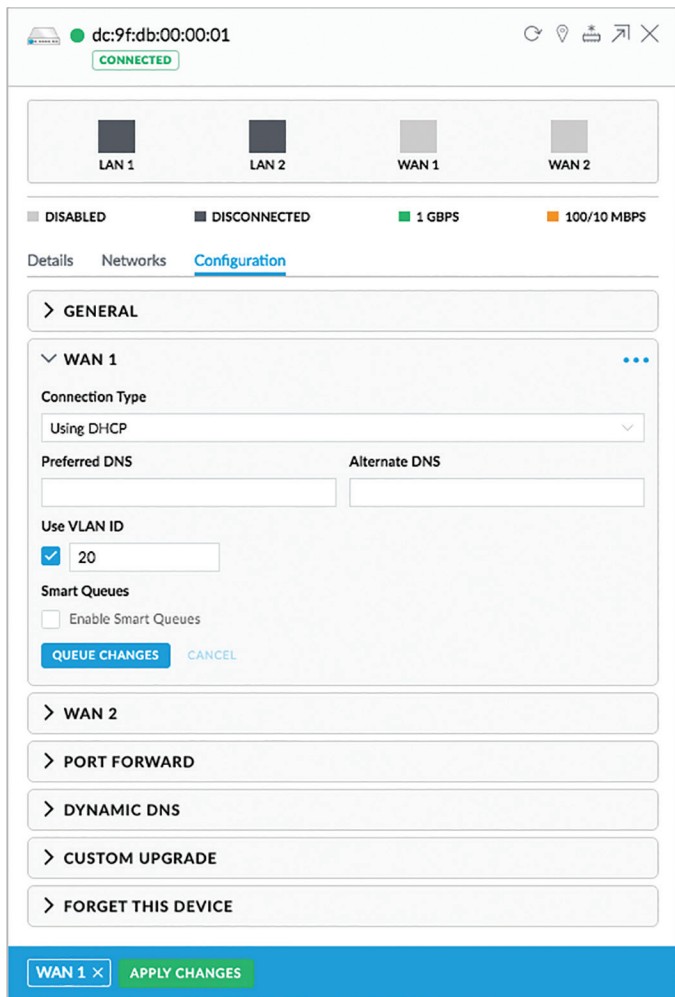 dc:9f:db:00:00:01
CONNECTED
LAN 1 LAN 2 WAN 1 WAN 2
DISABLED DISCONNECTED 1 GBPS 100/10 MBPS
Details Networks Configuration
GENERAL
WAN 1
Connection Type
Using DHCP
Preferred DNS Alternate DNS
Use VLAN ID
20
Smart Queues
Enable Smart Queues
QUEUE CHANGES CANCEL
WAN 2
PORT FORWARD
DYNAMIC DNS
CUSTOM UPGRADE
FORGET THIS DEVICE
WAN 1 × APPLY CHANGES